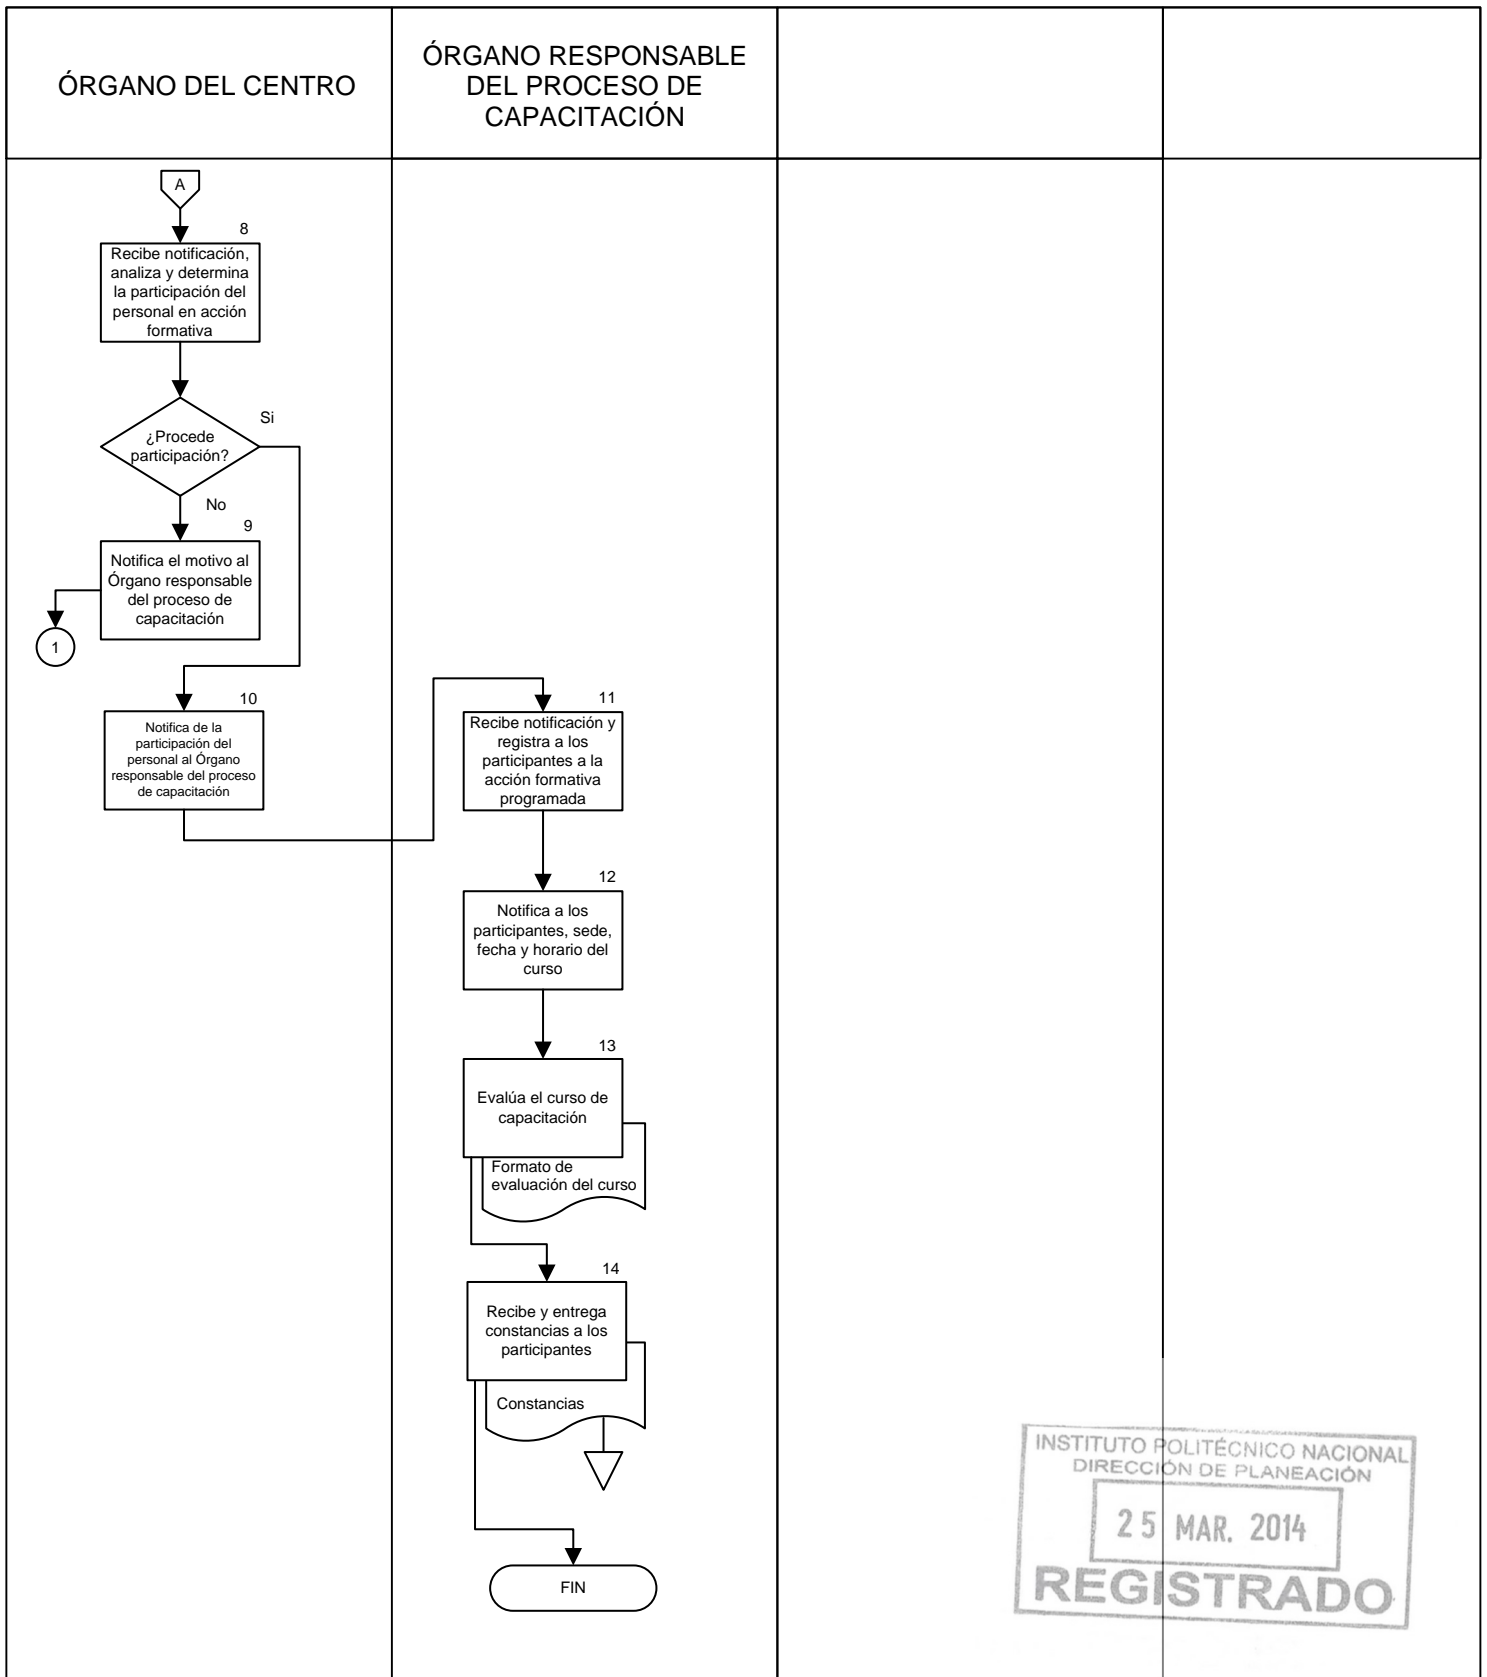 ÓRGANO DEL CENTRO
ÓRGANO RESPONSABLE
DEL PROCESO DE
CAPACITACIÓN
A
8
Recibe notificación,
analiza y determina
la participación del
personal en acción
formativa
¿Procede
participación?
Si
No
9
Notifica el motivo al
Órgano responsable
del proceso de
capacitación
1
10
Notifica de la
participación del
personal al Órgano
responsable del proceso
de capacitación
11
Recibe notificación y
registra a los
participantes a la
acción formativa
programada
12
Notifica a los
participantes, sede,
fecha y horario del
curso
13
Evalúa el curso de
capacitación
Formato de
evaluación del curso
14
Recibe y entrega
constancias a los
participantes
Constancias
FIN
INSTITUTO POLITÉCNICO NACIONAL
DIRECCIÓN DE PLANEACIÓN
25 MAR. 2014
REGISTRADO